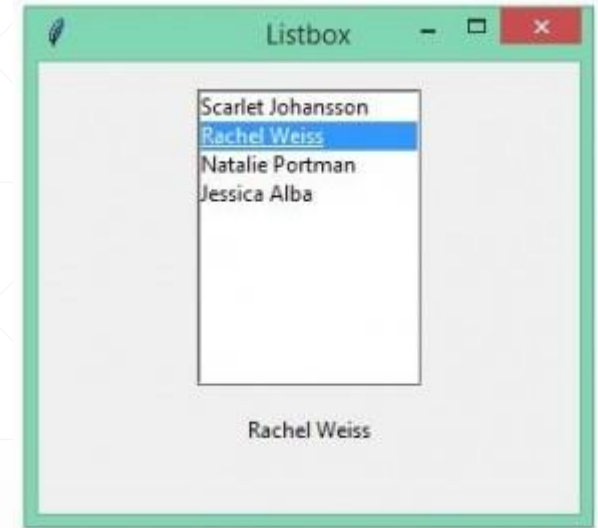 Listbox
Scarlet Johansson
Rachel Weiss
Natalie Portman
Jessica Alba
Rachel Weiss